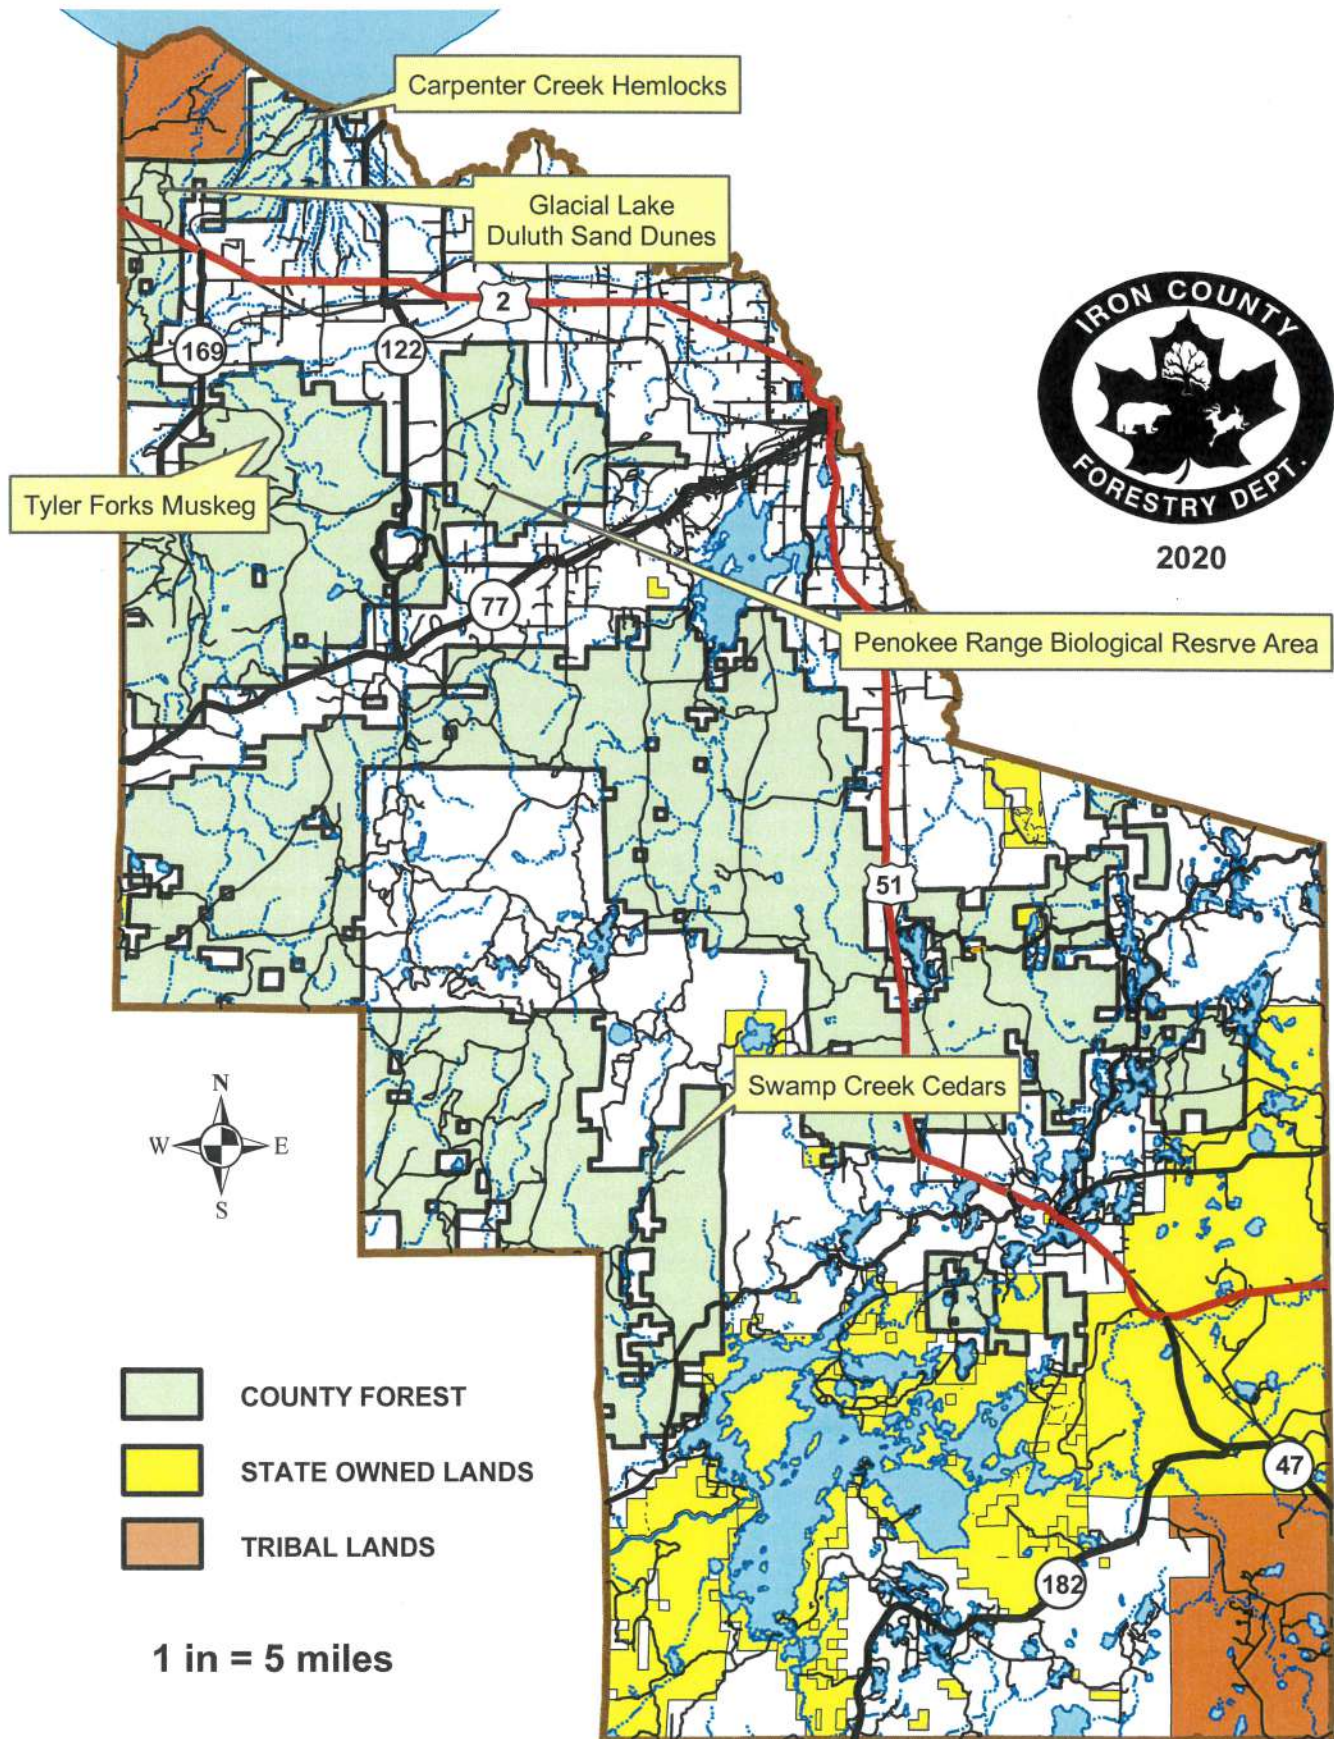 Carpenter Creek Hemlocks
Glacial Lake
Duluth Sand Dunes
2
169
122
IRON COUNTY
FORESTRY DEPT.
2020
Tyler Forks Muskeg
77
Penokee Range Biological Resrve Area
51
N
W
E
S
Swamp Creek Cedars
COUNTY FOREST
STATE OWNED LANDS
TRIBAL LANDS
47
182
1 in = 5 miles